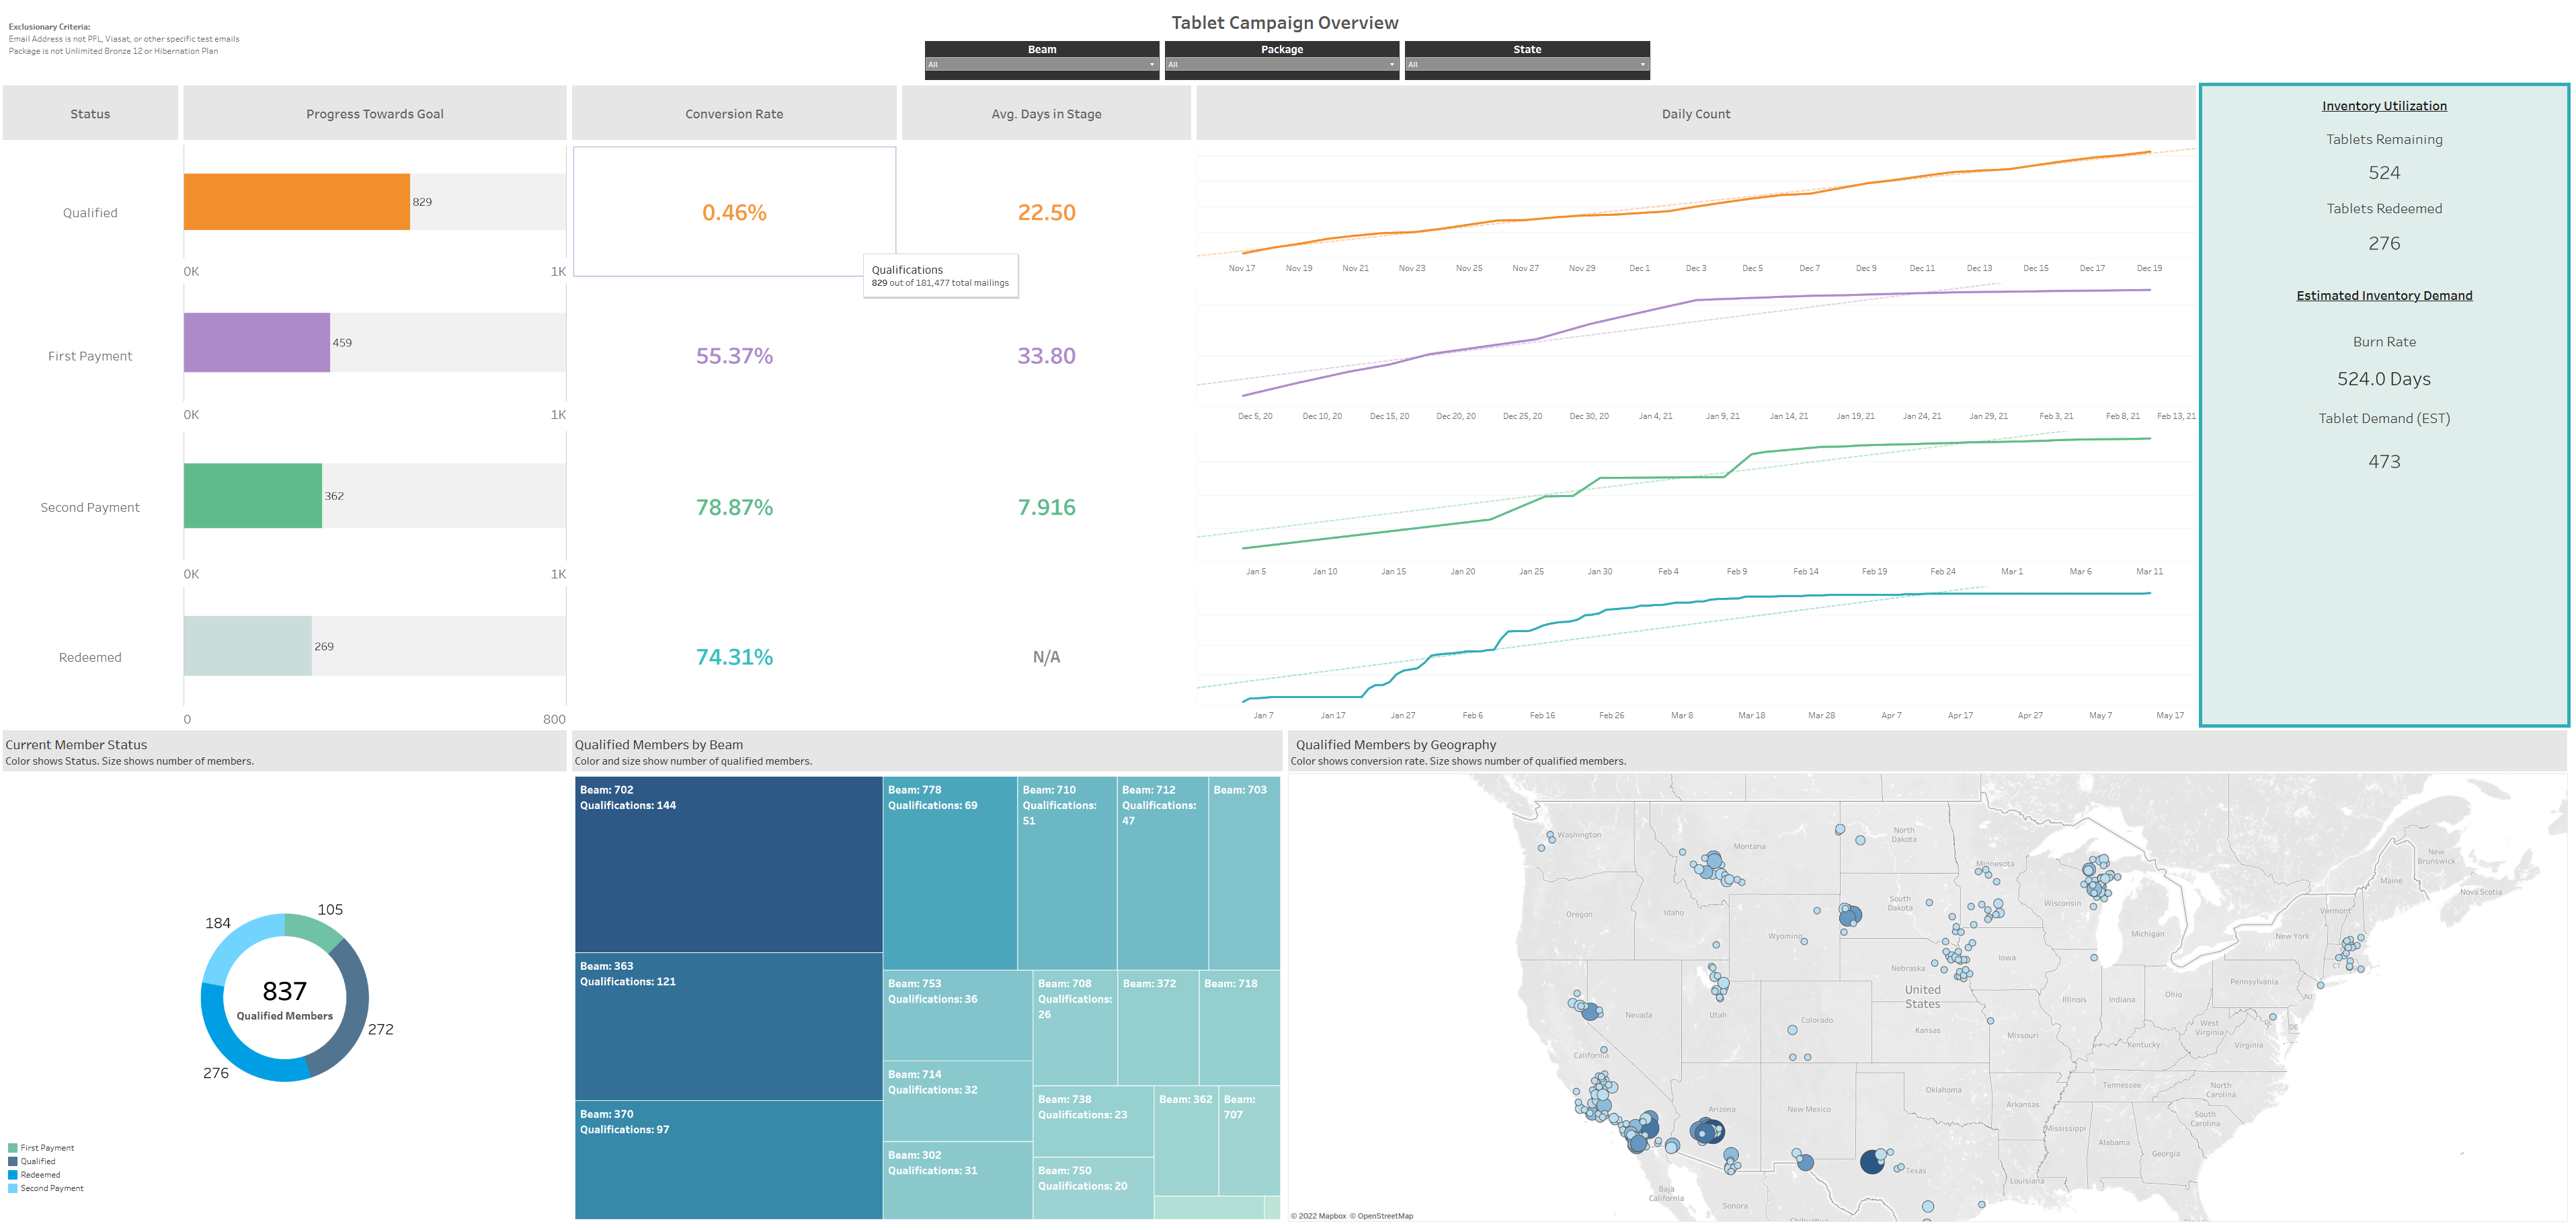 Exclusionary Criteria:
Email Address is not PFL, Viasat, or other specific test emails
Package is not Unlimited Bronze 12 or Hibernation Plan
Tablet Campaign Overview
Beam
Package
State
All
All
All
Status
Progress Towards Goal
Conversion Rate
Avg. Days in Stage
Daily Count
Qualified
829
0K
1K
0.46%
22.50
Qualifications
829 out of 181,477 total mailings
Nov 17
Nov 19
Nov 21
Nov 23
Nov 25
Nov 27
Nov 29
Dec 1
Dec 3
Dec 5
Dec 7
Dec 9
Dec 11
Dec 13
Dec 15
Dec 17
Dec 19
First Payment
459
0K
1K
55.37%
33.80
Dec 5, 20
Dec 10, 20
Dec 15, 20
Dec 20, 20
Dec 25, 20
Dec 30, 20
Jan 4, 21
Jan 9, 21
Jan 14, 21
Jan 19, 21
Jan 24, 21
Jan 29, 21
Feb 3, 21
Feb 8, 21
Feb 13, 21
Second Payment
362
0K
1K
78.87%
7.916
Jan 5
Jan 10
Jan 15
Jan 20
Jan 25
Jan 30
Feb 4
Feb 9
Feb 14
Feb 19
Feb 24
Mar 1
Mar 6
Mar 11
Redeemed
269
0
800
74.31%
N/A
Jan 7
Jan 17
Jan 27
Feb 6
Feb 16
Feb 26
Mar 8
Mar 18
Mar 28
Apr 7
Apr 17
Apr 27
May 7
May 17
Inventory Utilization
Tablets Remaining
524
Tablets Redeemed
276
Estimated Inventory Demand
Burn Rate
524.0 Days
Tablet Demand (EST)
473
Current Member Status
Color shows Status. Size shows number of members.
184
105
837
Qualified Members
272
276
First Payment
Qualified
Redeemed
Second Payment
Qualified Members by Beam
Color and size show number of qualified members.
Beam: 702
Qualifications: 144
Beam: 363
Qualifications: 121
Beam: 370
Qualifications: 97
Beam: 778
Qualifications: 69
Beam: 710
Qualifications:
51
Beam: 712
Qualifications:
47
Beam: 703
Beam: 753
Qualifications: 36
Beam: 708
Qualifications:
26
Beam: 372
Beam: 718
Beam: 714
Qualifications: 32
Beam: 738
Qualifications: 23
Beam: 362
Beam:
707
Beam: 302
Qualifications: 31
Beam: 750
Qualifications: 20
Qualified Members by Geography
Color shows conversion rate. Size shows number of qualified members.
Washington
Montana
North
Dakota
Minnesota
New
Brunswick
Maine
Nova Scotia
Oregon
Idaho
South
Dakota
Wisconsin
Vermont
Michigan
New York
Wyoming
Iowa
Nebraska
CT
Pennsylvania
United
States
Illinois
Indiana
Ohio
NJ
Nevada
Utah
Colorado
Kansas
Missouri
West
Virginia
DE
Kentucky
Virginia
California
Tennessee
North
Carolina
Oklahoma
Arkansas
Arizona
New Mexico
South
Carolina
Mississippi
Alabama
Georgia
Texas
Louisiana
Baja
California
Sonora
Chihuahua
© 2022 Mapbox © OpenStreetMap